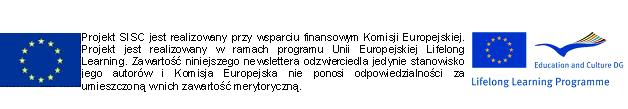 Projekt SISC jest realizowany przy wsparciu finansowym Komisji Europejskiej.
Projekt jest realizowany w ramach programu Unii Europejskiej Lifelong
Learning. Zawartość niniejszego newslettera odzwierciedla jedynie stanowisko
jego autorów i Komisja Europejska nie ponosi odpowiedzialności za
umieszczoną wnich zawartość merytoryczną.
Education and Culture DG
Lifelong Learning Programme